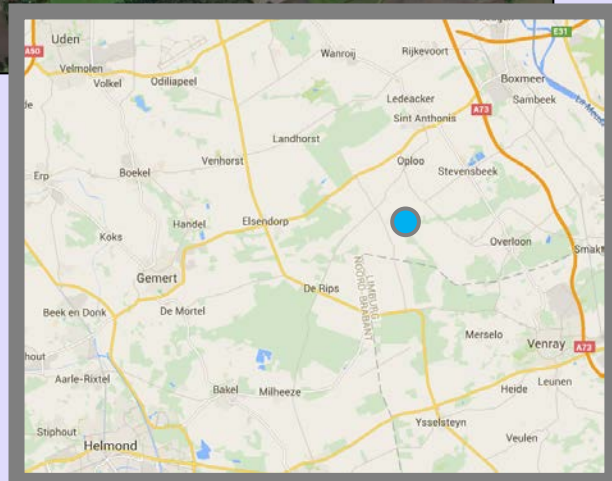 E31
Uden
A50
Wanroij
Rijkevoort
Velmolen
Volkel
Odiliapeel
Boxmeer
Ledeacker
Sambeek
A73
Sint Anthonis
Landhorst
Venhorst
Oploo
Boekel
Stevensbeek
Erp
Handel
Elsendorp
Koks
Overloon
Gemert
LIMBURG
NOORD-BRABANT
De Rips
Beek en Donk
De Mortel
Merselo
Venray
A73
hout
Aarle-Rixtel
Bakel
Milheeze
Heide
Leunen
Ysselsteyn
Stiphout
Veulen
Helmond